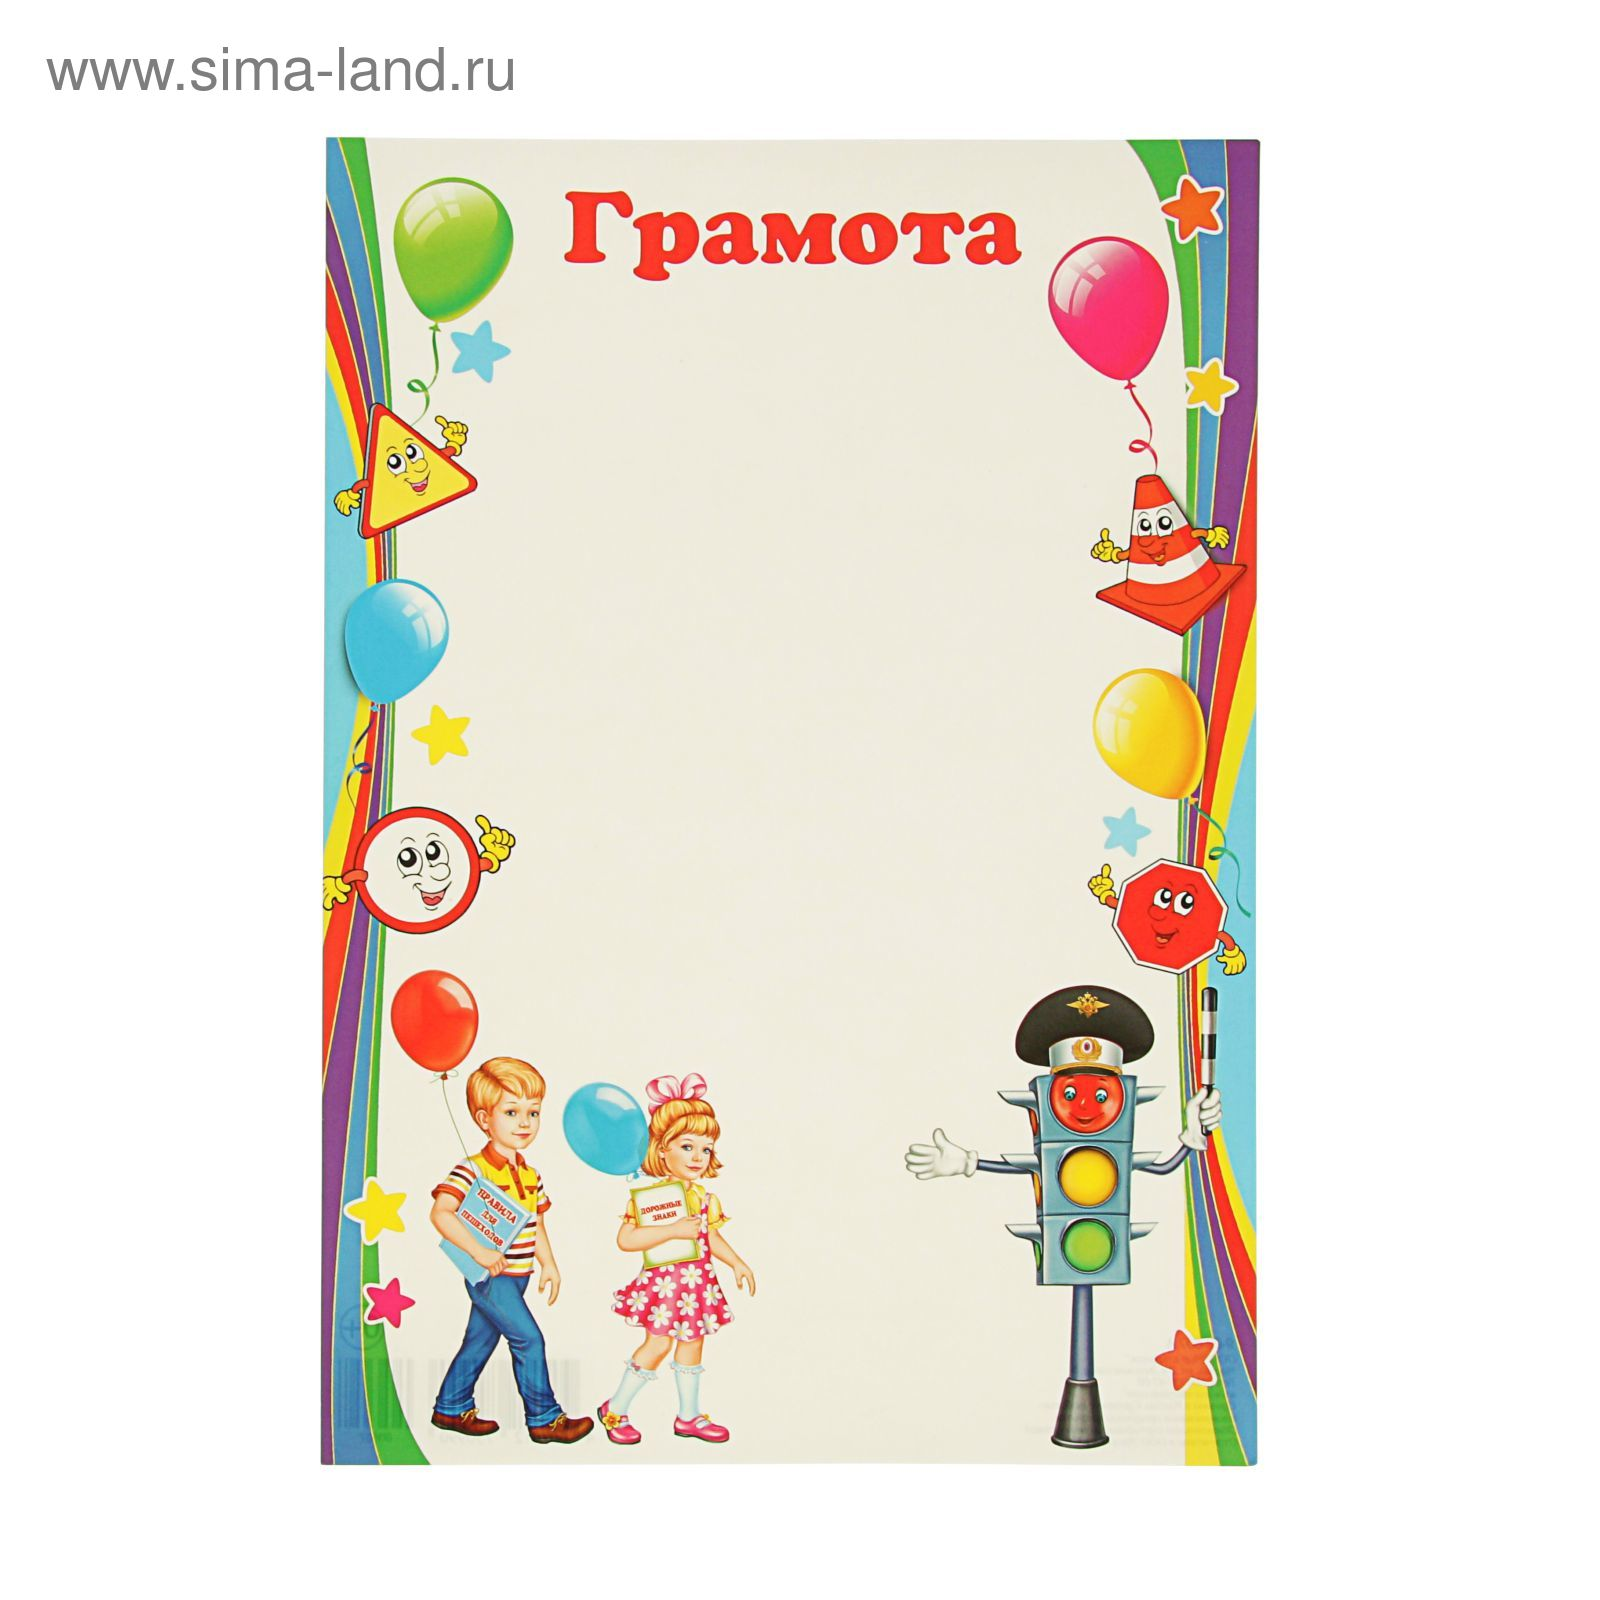 www.sima-land.ru
Грамота
ПРАВИЛА
ДЛЯ
ПЕШЕХОДОВ
ДОРОЖНЫЕ
ЗНАКИ